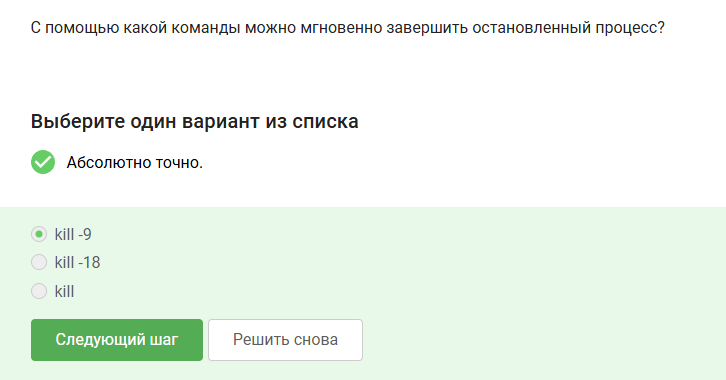 С помощью какой команды можно мгновенно завершить остановленный процесс?
Выберите один вариант из списка
Абсолютно точно.
kill -9
kill -18
kill
Следующий шаг
Решить снова